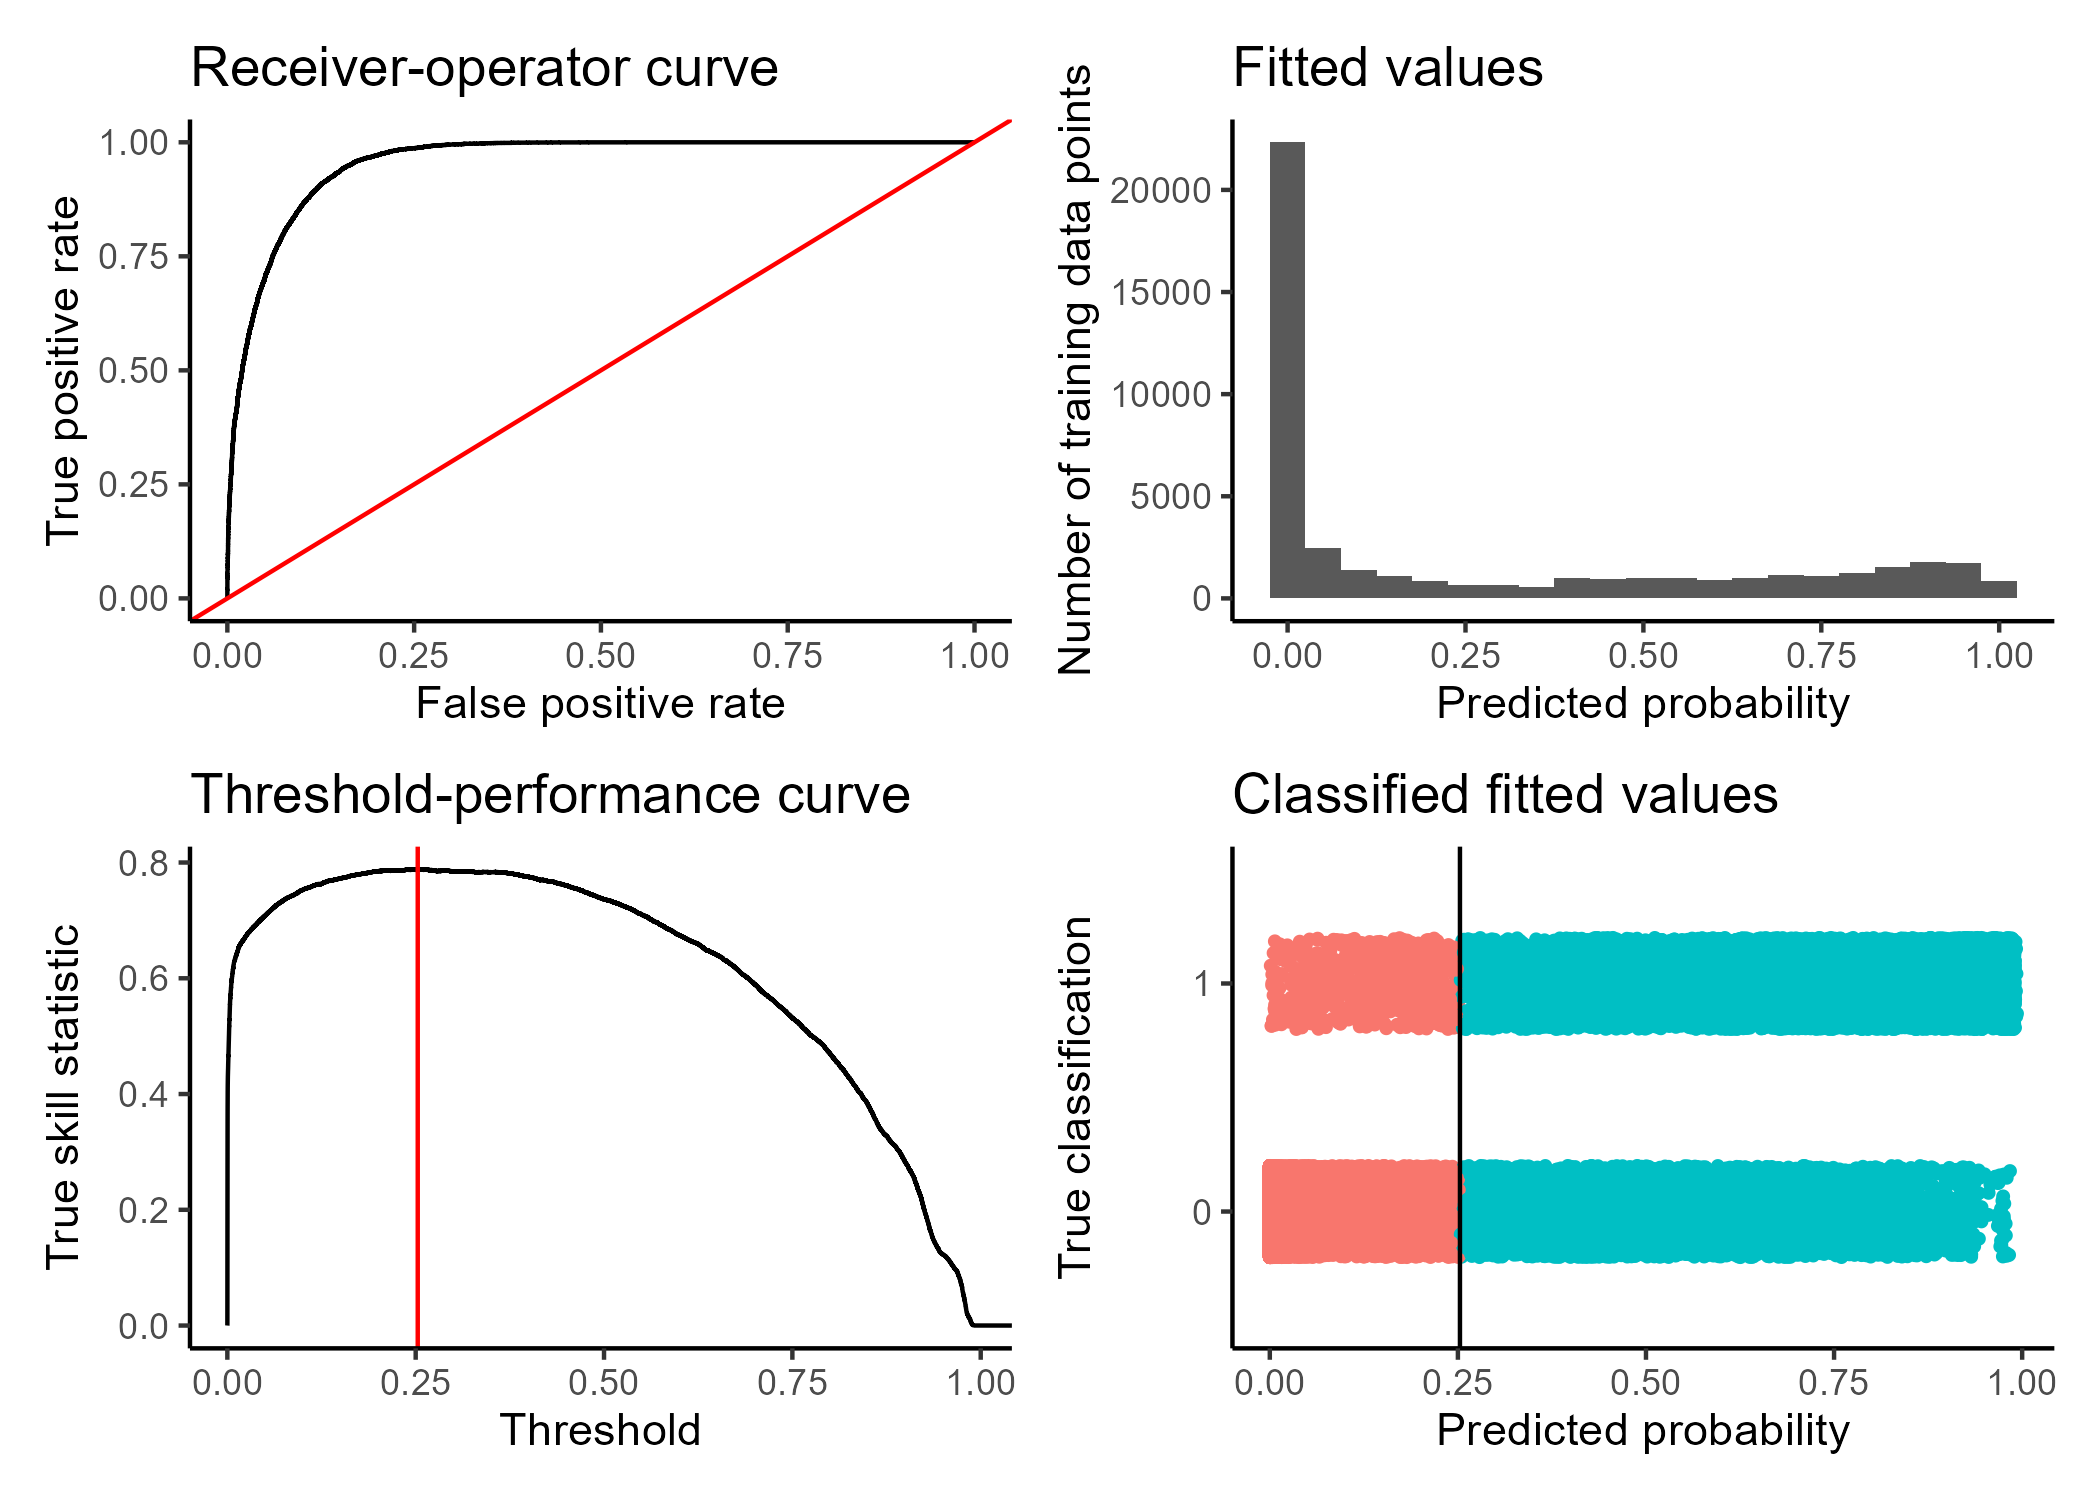 Receiver-operator curve
True positive rate
1.00
0.75
0.50
0.25
0.00
0.00 0.25 0.50 0.75 1.00
False positive rate
Fitted values
Number of training data points
20000
15000
10000
5000
0
0.00 0.25 0.50 0.75 1.00
Predicted probability
Threshold-performance curve
True skill statistic
0.8
0.6
0.4
0.2
0.0
0.00 0.25 0.50 0.75 1.00
Threshold
Classified fitted values
True classification
1
0
0.00 0.25 0.50 0.75 1.00
Predicted probability